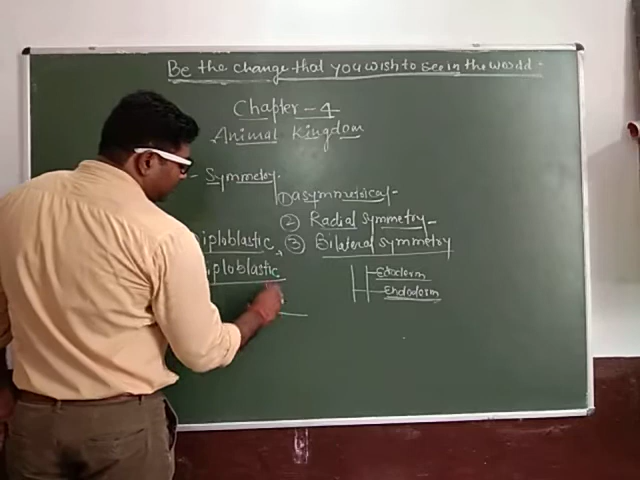 Be the change that you wish to see in the world.
Chapter - 4
Animal Kingdom
- Symmetry.
① asymmetrical -
② Radial symmetry -
③ Bilateral symmetry
iploblastic
iploblastic
Ectoderm
Endoderm